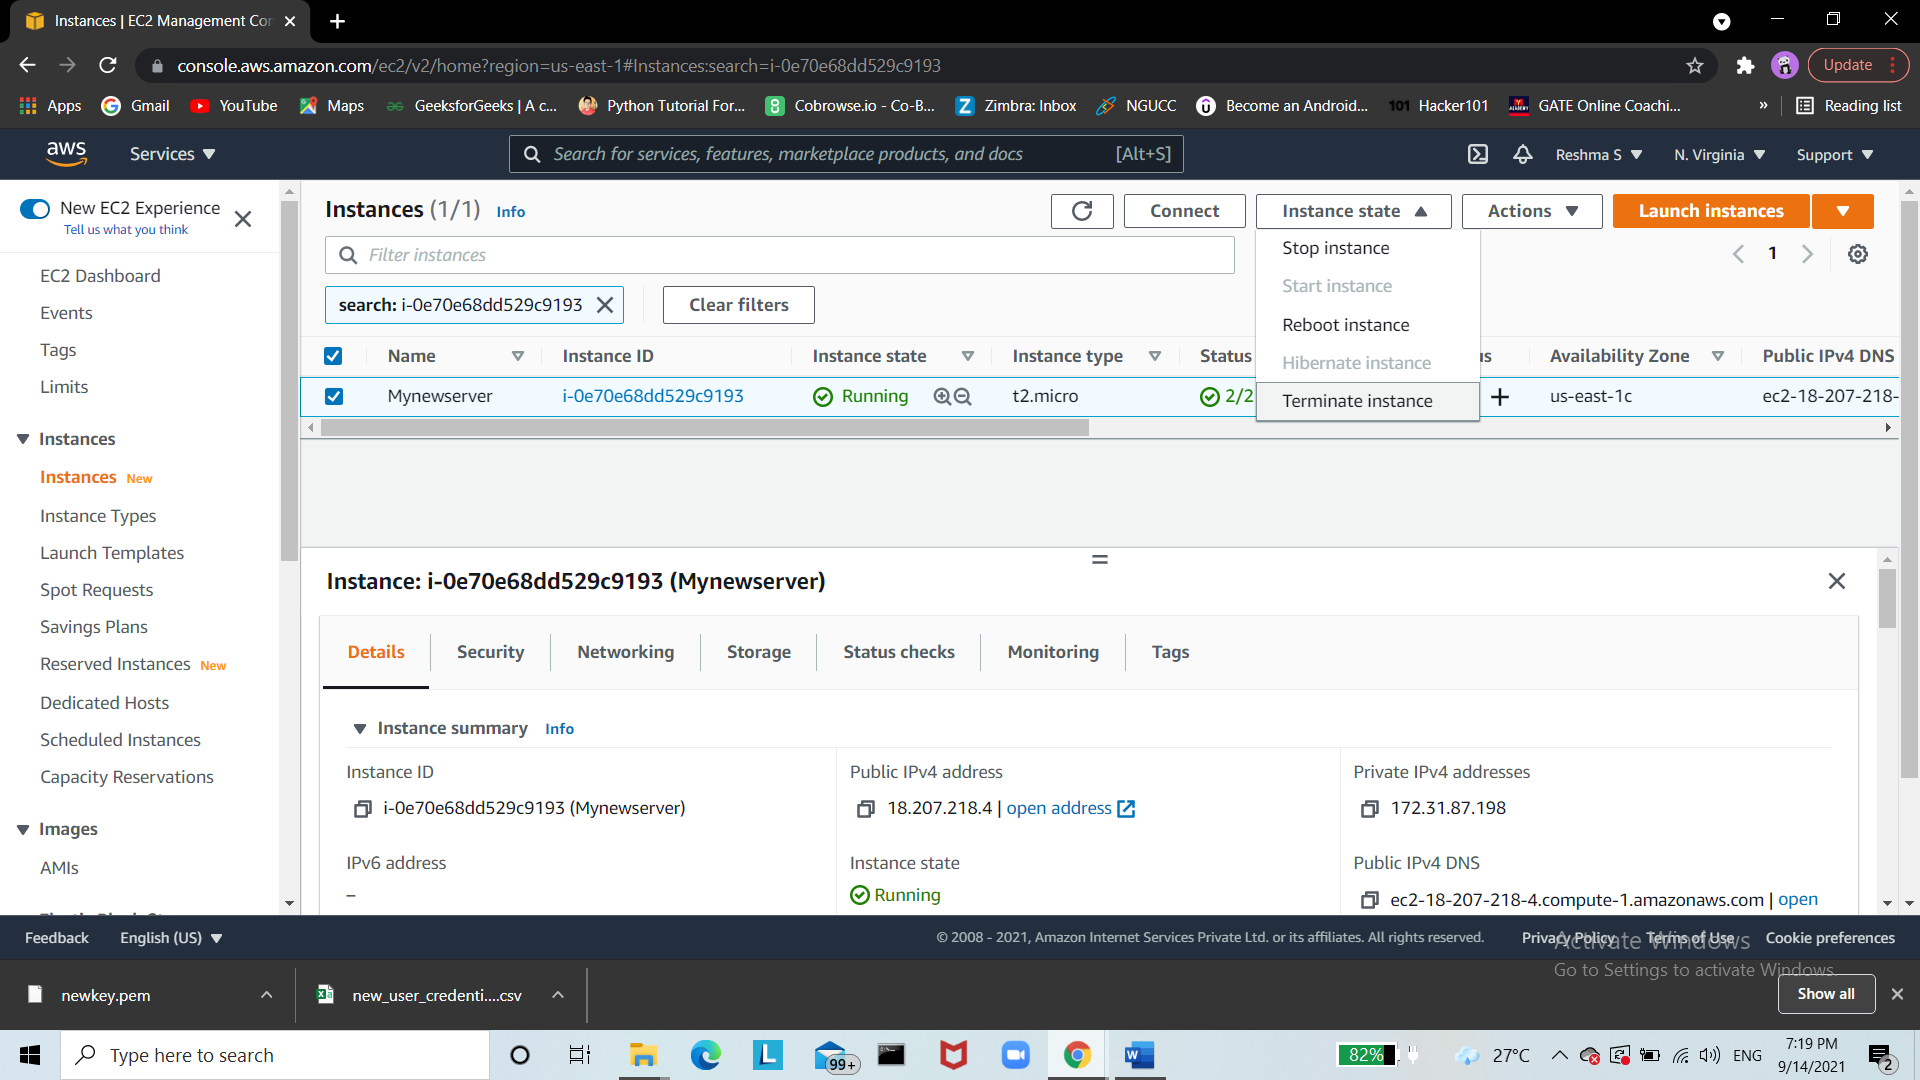 Instances | EC2 Management Con
console.aws.amazon.com/ec2/v2/home?region=us-east-1#Instances:search=i-0e70e68dd529c9193
Update
Apps Gmail YouTube Maps GeeksforGeeks | A c... Python Tutorial For... Cobrowse.io - Co-B... Zimbra: Inbox NGUCC Become an Android... 101 Hacker101 GATE Online Coachi... » Reading list
aws Services Search for services, features, marketplace products, and docs [Alt+S] Reshma S N. Virginia Support
New EC2 Experience
Tell us what you think
EC2 Dashboard
Events
Tags
Limits
Instances
Instances New
Instance Types
Launch Templates
Spot Requests
Savings Plans
Reserved Instances New
Dedicated Hosts
Scheduled Instances
Capacity Reservations
Images
AMIs
Instances (1/1) Info
Connect Instance state Actions Launch instances
Filter instances
1
search: i-0e70e68dd529c9193 Clear filters
Stop instance
Start instance
Reboot instance
Hibernate instance
Terminate instance
Name Instance ID Instance state Instance type Status us Availability Zone Public IPv4 DNS
Mynewserver i-0e70e68dd529c9193 Running t2.micro 2/2 us-east-1c ec2-18-207-218-
Instance: i-0e70e68dd529c9193 (Mynewserver)
Details Security Networking Storage Status checks Monitoring Tags
Instance summary Info
Instance ID
i-0e70e68dd529c9193 (Mynewserver)
Public IPv4 address
18.207.218.4 | open address
Private IPv4 addresses
172.31.87.198
IPv6 address
–
Instance state
Running
Public IPv4 DNS
ec2-18-207-218-4.compute-1.amazonaws.com | open
Feedback English (US) © 2008 - 2021, Amazon Internet Services Private Ltd. or its affiliates. All rights reserved. Privacy Policy Terms of Use Cookie preferences
Activate Windows
Go to Settings to activate Windows.
newkey.pem new_user_credenti....csv Show all
Type here to search
L
99+
W
82%
27°C
ENG
7:19 PM
9/14/2021
2